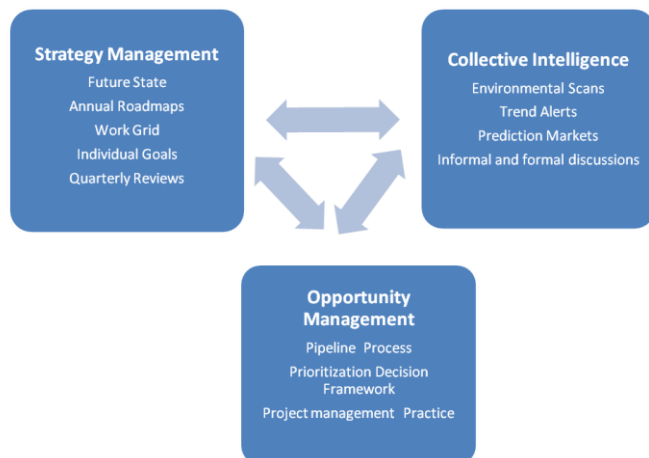 Strategy Management
Future State
Annual Roadmaps
Work Grid
Individual Goals
Quarterly Reviews
Collective Intelligence
Environmental Scans
Trend Alerts
Prediction Markets
Informal and formal discussions
Opportunity
Management
Pipeline Process
Prioritization Decision
Framework
Project management Practice